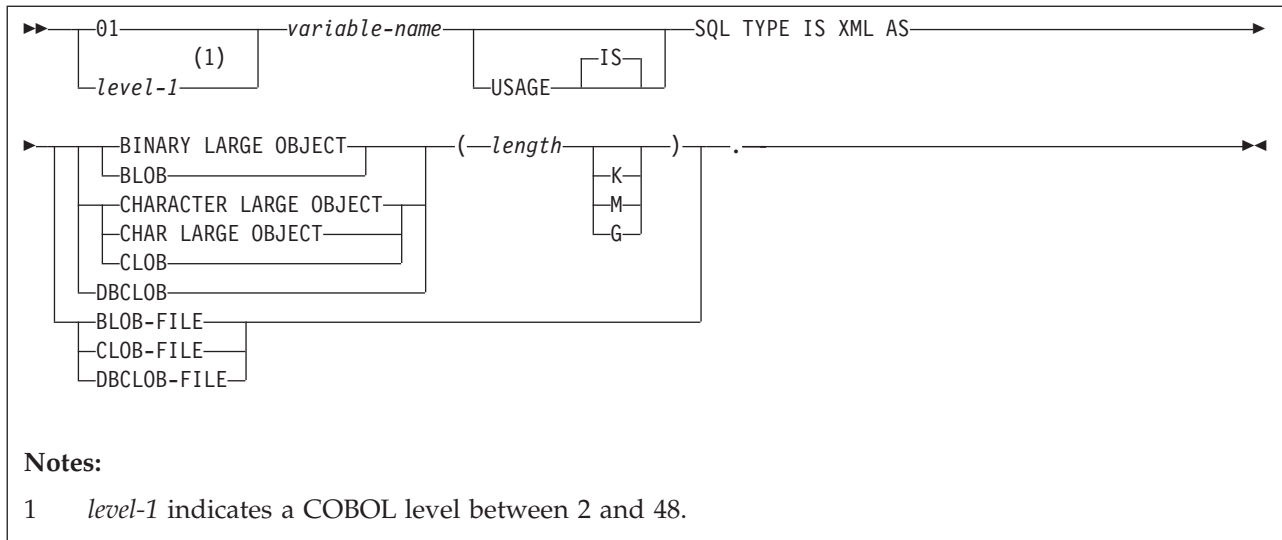 01 variable-name SQL TYPE IS XML AS
(1) IS
level-1 USAGE
BINARY LARGE OBJECT ( length ) .
BLOB K
CHARACTER LARGE OBJECT M
CHAR LARGE OBJECT G
CLOB
DBCLOB
BLOB-FILE
CLOB-FILE
DBCLOB-FILE
Notes:
1 level-1 indicates a COBOL level between 2 and 48.